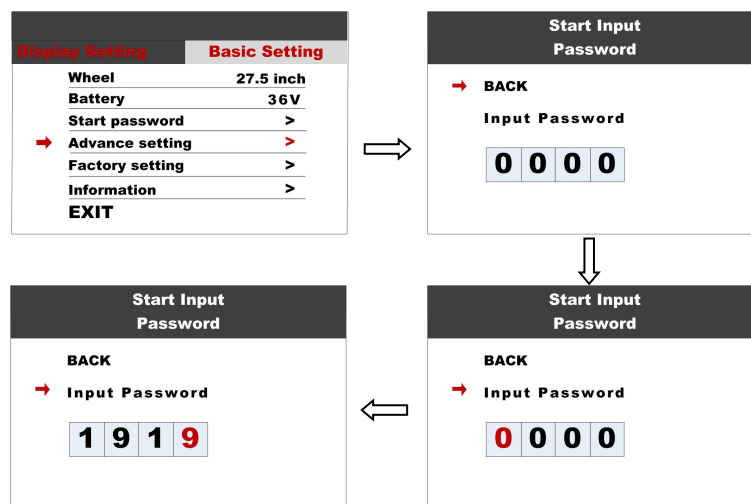 Display Setting Basic Setting
Wheel 27.5 inch
Battery 36V
Start password >
Advance setting >
Factory setting >
Information >
EXIT
Start Input
Password
BACK
Input Password
0 0 0 0
Start Input
Password
BACK
Input Password
1 9 1 9
Start Input
Password
BACK
Input Password
0 0 0 0